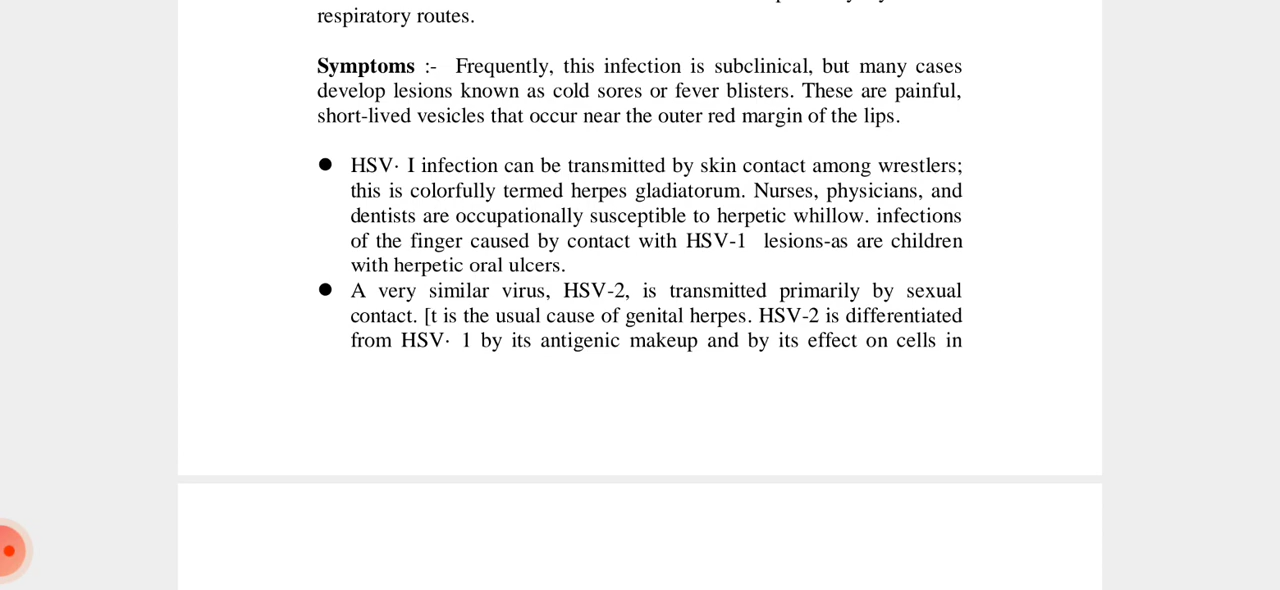 respiratory routes.
Symptoms :- Frequently, this infection is subclinical, but many cases
develop lesions known as cold sores or fever blisters. These are painful,
short-lived vesicles that occur near the outer red margin of the lips.
● HSV· I infection can be transmitted by skin contact among wrestlers;
this is colorfully termed herpes gladiatorum. Nurses, physicians, and
dentists are occupationally susceptible to herpetic whillow. infections
of the finger caused by contact with HSV-1 lesions-as are children
with herpetic oral ulcers.
● A very similar virus, HSV-2, is transmitted primarily by sexual
contact. [t is the usual cause of genital herpes. HSV-2 is differentiated
from HSV· 1 by its antigenic makeup and by its effect on cells in